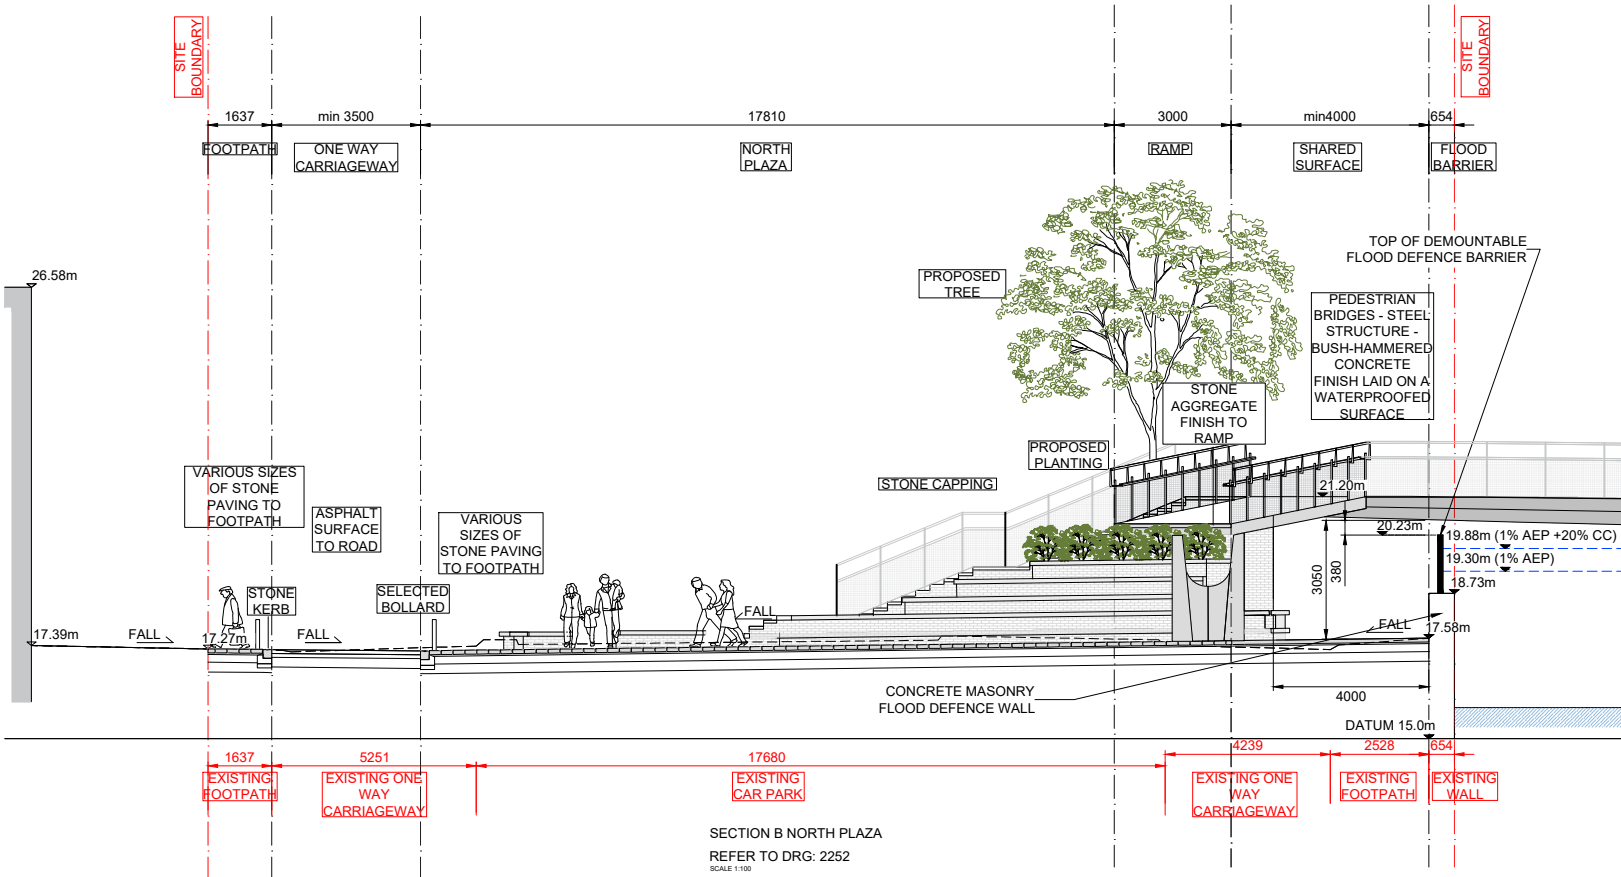 SITE
BOUNDARY
SITE
BOUNDARY
1637
min 3500
17810
3000
min4000
654
FOOTPATH
ONE WAY
CARRIAGEWAY
NORTH
PLAZA
RAMP
SHARED
SURFACE
FLOOD
BARRIER
TOP OF DEMOUNTABLE
FLOOD DEFENCE BARRIER
26.58m
PROPOSED
TREE
PEDESTRIAN
BRIDGES - STEEL
STRUCTURE -
BUSH-HAMMERED
CONCRETE
FINISH LAID ON A
WATERPROOFED
SURFACE
STONE
AGGREGATE
FINISH TO
RAMP
PROPOSED
PLANTING
STONE CAPPING
VARIOUS SIZES
OF STONE
PAVING TO
FOOTPATH
ASPHALT
SURFACE
TO ROAD
VARIOUS
SIZES OF
STONE PAVING
TO FOOTPATH
21.20m
20.23m
19.88m (1% AEP +20% CC)
19.30m (1% AEP)
18.73m
3050
380
STONE
KERB
SELECTED
BOLLARD
FALL
FALL
17.58m
17.39m
FALL
17.27m
FALL
CONCRETE MASONRY
FLOOD DEFENCE WALL
4000
DATUM 15.0m
1637
5251
17680
4239
2528
654
EXISTING
FOOTPATH
EXISTING ONE
WAY
CARRIAGEWAY
EXISTING
CAR PARK
EXISTING ONE
WAY
CARRIAGEWAY
EXISTING
FOOTPATH
EXISTING
WALL
SECTION B NORTH PLAZA
REFER TO DRG: 2252
SCALE 1:100